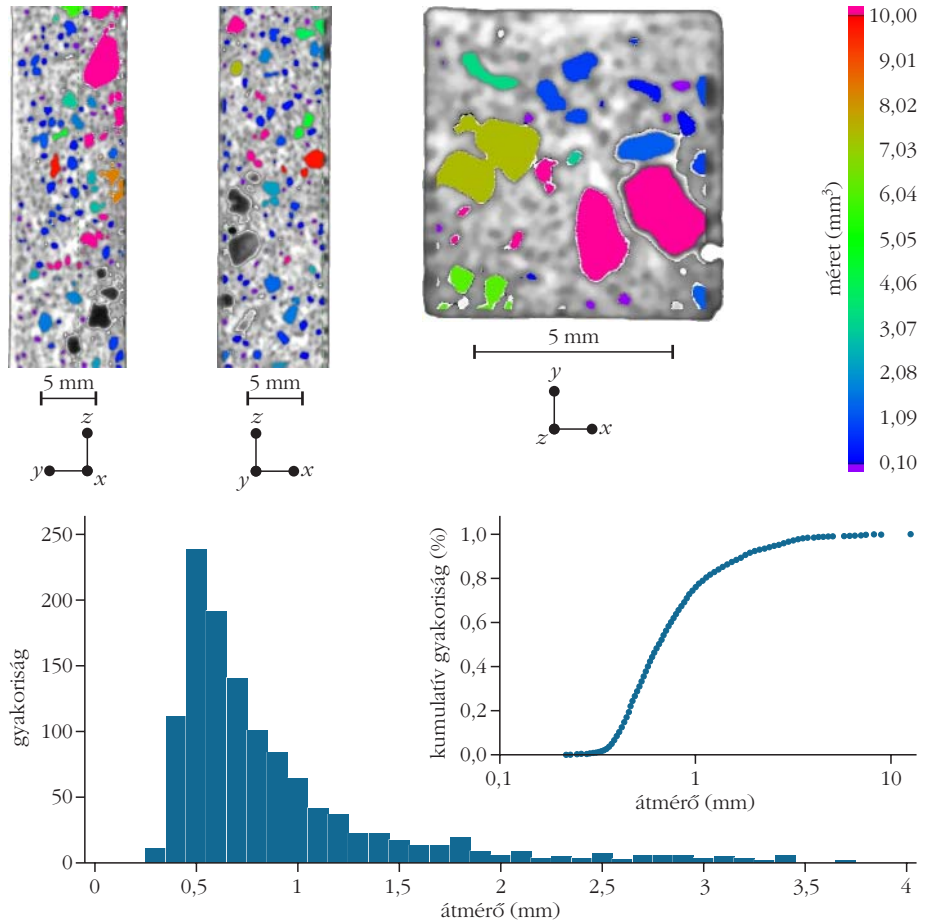 5 mm
z
y
x
5 mm
z
y
x
5 mm
y
z
x
méret (mm³)
10,00
9,01
8,02
7,03
6,04
5,05
4,06
3,07
2,08
1,09
0,10
gyakoriság
250
200
150
100
50
0
0
0,5
1
1,5
2
2,5
3
3,5
4
átmérő (mm)
kumulatív gyakoriság (%)
1,0
0,8
0,6
0,4
0,2
0,0
0,1
1
10
átmérő (mm)